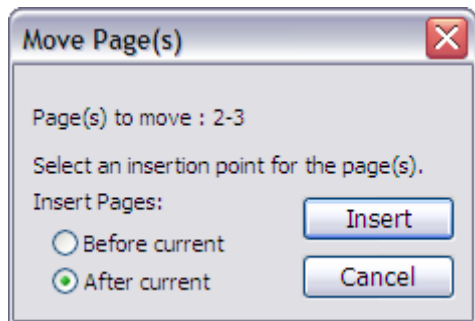 Move Page(s)
Page(s) to move : 2-3
Select an insertion point for the page(s).
Insert Pages:
Insert
Before current
After current
Cancel